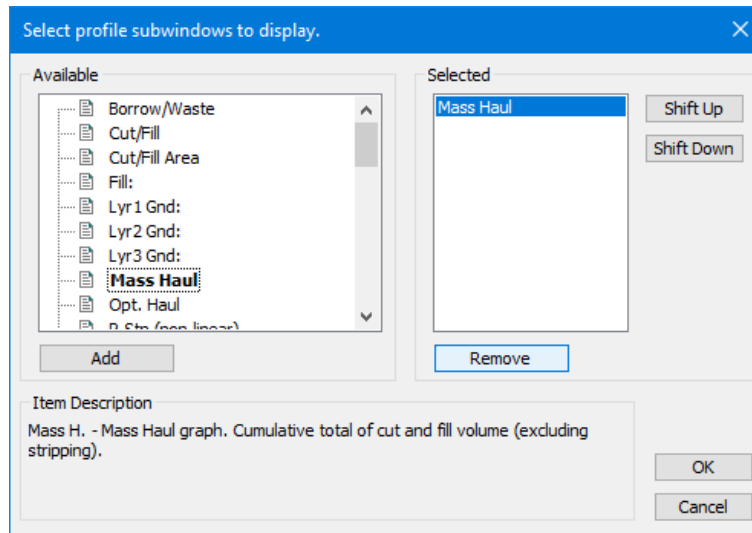 Select profile subwindows to display.
Available
Borrow/Waste
Cut/Fill
Cut/Fill Area
Fill:
Lyr1 Gnd:
Lyr2 Gnd:
Lyr3 Gnd:
Mass Haul
Opt. Haul
Add
Selected
Mass Haul
Remove
Shift Up
Shift Down
Item Description
Mass H. - Mass Haul graph. Cumulative total of cut and fill volume (excluding
stripping).
OK
Cancel